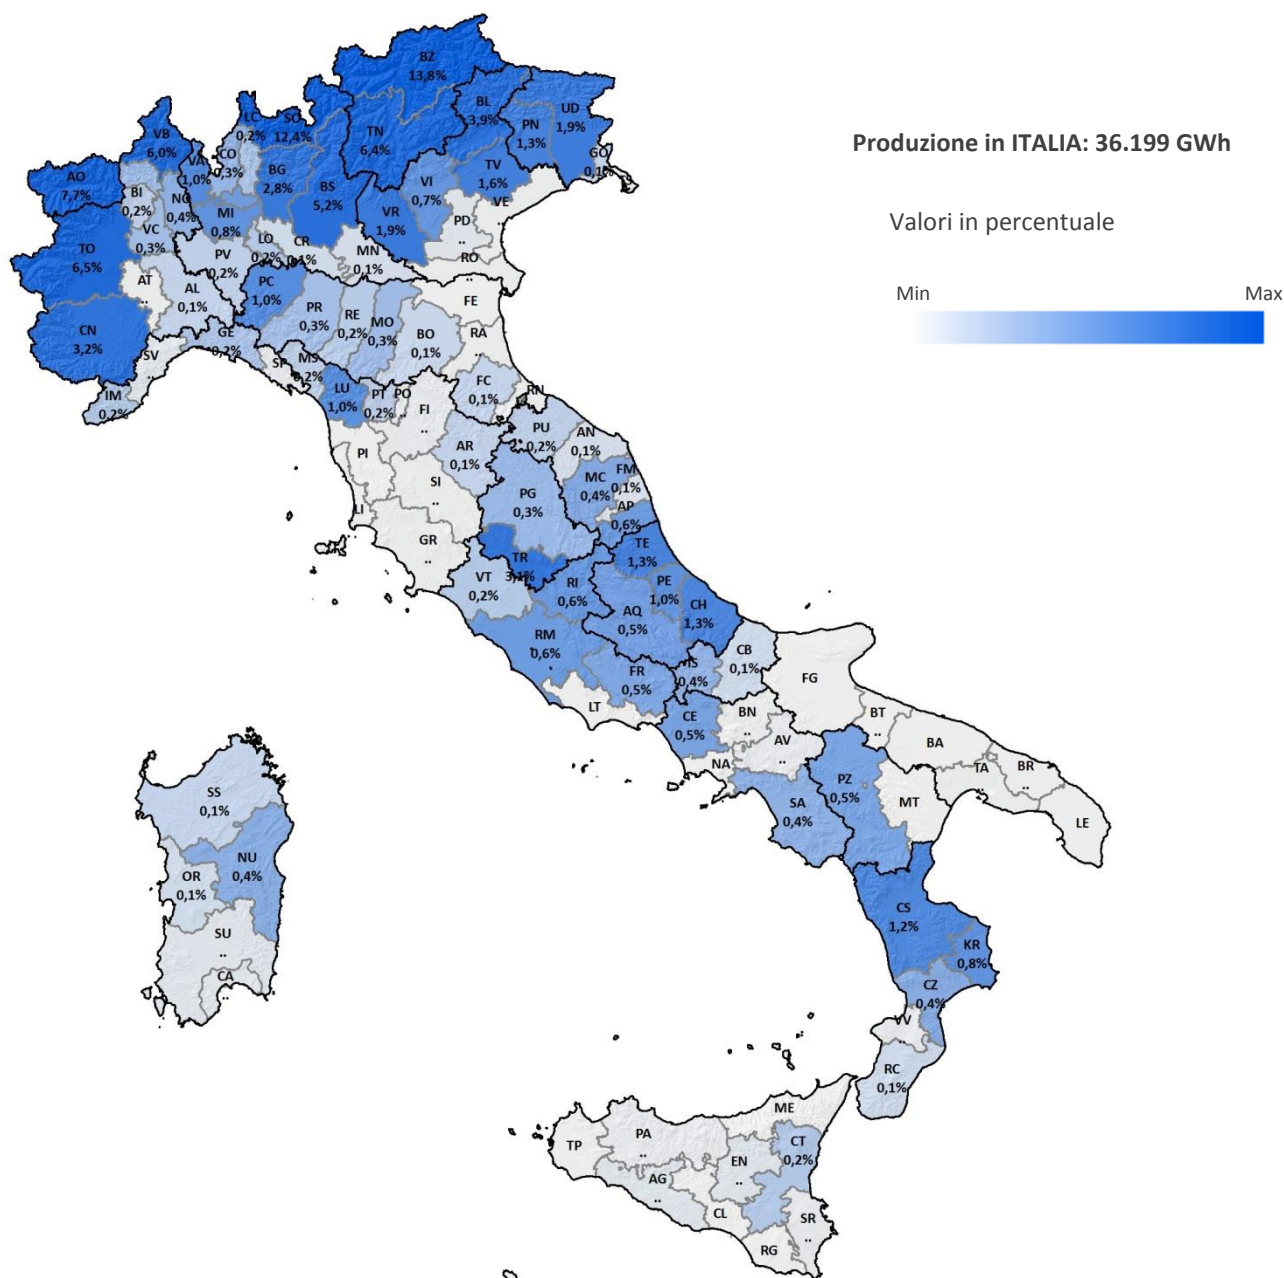 Produzione in ITALIA: 36.199 GWh
Valori in percentuale
Min Max
BZ
13,8%
BL
3,9%
UD
1,9%
PN
1,3%
GO
0,1%
TN
6,4%
TV
1,6%
VE
..
LC
0,2%
SO
12,4%
VB
6,0%
VA
1,0%
CO
0,3%
BG
2,8%
BS
5,2%
VI
0,7%
VR
1,9%
PD
..
RO
..
AO
7,7%
BI
0,2%
NO
0,4%
MI
0,8%
VC
0,3%
LO
0,2%
CR
0,1%
MN
0,1%
TO
6,5%
PV
0,2%
AT
..
AL
0,1%
PC
1,0%
PR
0,3%
RE
0,2%
MO
0,3%
FE
BO
0,1%
RA
..
CN
3,2%
GE
0,2%
SV
..
SP
MS
0,2%
IM
0,2%
LU
1,0%
PT
0,2%
PO
..
FI
..
FC
0,1%
RN
PU
0,2%
AN
0,1%
PI
AR
0,1%
MC
0,4%
FM
0,1%
SI
..
PG
0,3%
AP
0,6%
LI
GR
..
TR
3,1%
TE
1,3%
VT
0,2%
RI
0,6%
PE
1,0%
CH
1,3%
AQ
0,5%
RM
0,6%
FR
0,5%
IS
0,4%
CB
0,1%
FG
LT
CE
0,5%
BN
..
BT
..
AV
..
BA
NA
TA
..
BR
..
PZ
0,5%
SA
0,4%
MT
LE
SS
0,1%
NU
0,4%
OR
0,1%
SU
..
CA
..
CS
1,2%
KR
0,8%
CZ
0,4%
VV
..
RC
0,1%
ME
TP
PA
..
CT
0,2%
EN
..
AG
..
CL
SR
..
RG